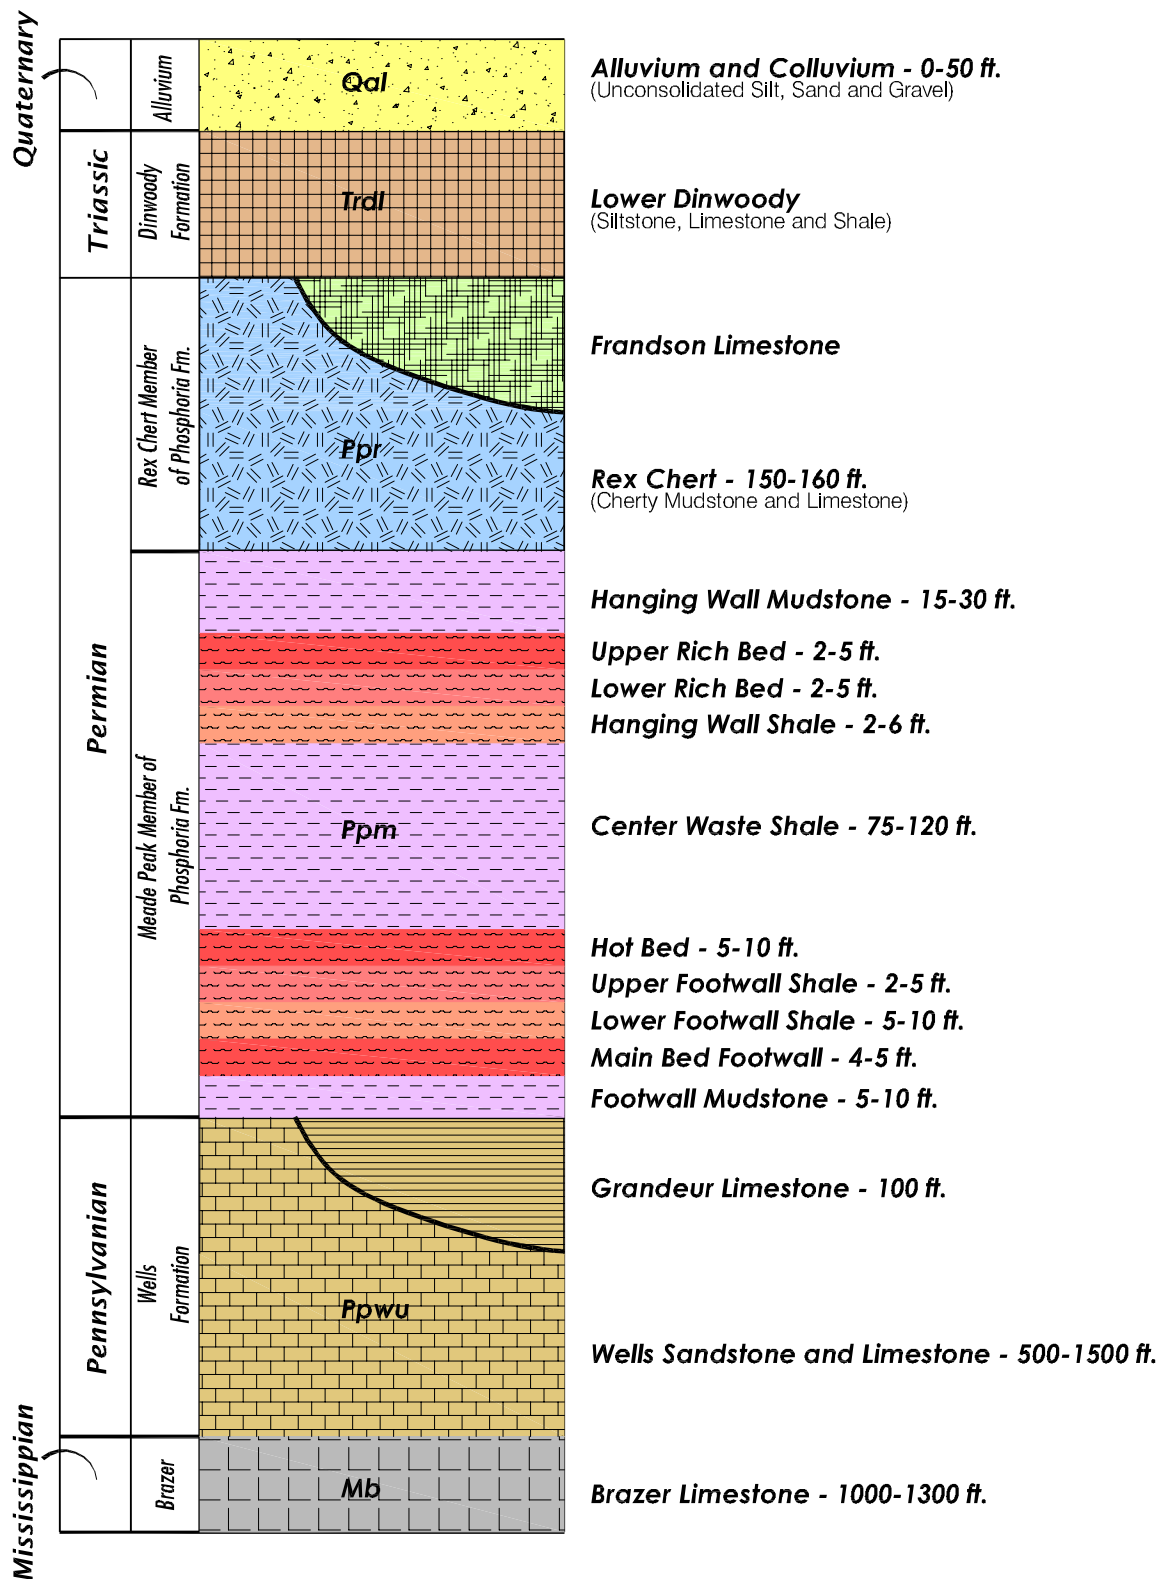 Quaternary
Alluvium
Qal
Alluvium and Colluvium - 0-50 ft.
(Unconsolidated Silt, Sand and Gravel)
Triassic
Dinwoody
Formation
Trdl
Lower Dinwoody
(Siltstone, Limestone and Shale)
Permian
Rex Chert Member
of Phosphoria Fm.
Frandson Limestone
Ppr
Rex Chert - 150-160 ft.
(Cherty Mudstone and Limestone)
Meade Peak Member of
Phosphoria Fm.
Hanging Wall Mudstone - 15-30 ft.
Upper Rich Bed - 2-5 ft.
Lower Rich Bed - 2-5 ft.
Hanging Wall Shale - 2-6 ft.
Ppm
Center Waste Shale - 75-120 ft.
Hot Bed - 5-10 ft.
Upper Footwall Shale - 2-5 ft.
Lower Footwall Shale - 5-10 ft.
Main Bed Footwall - 4-5 ft.
Footwall Mudstone - 5-10 ft.
Pennsylvanian
Wells
Formation
Grandeur Limestone - 100 ft.
Ppwu
Wells Sandstone and Limestone - 500-1500 ft.
Mississippian
Brazer
Mb
Brazer Limestone - 1000-1300 ft.